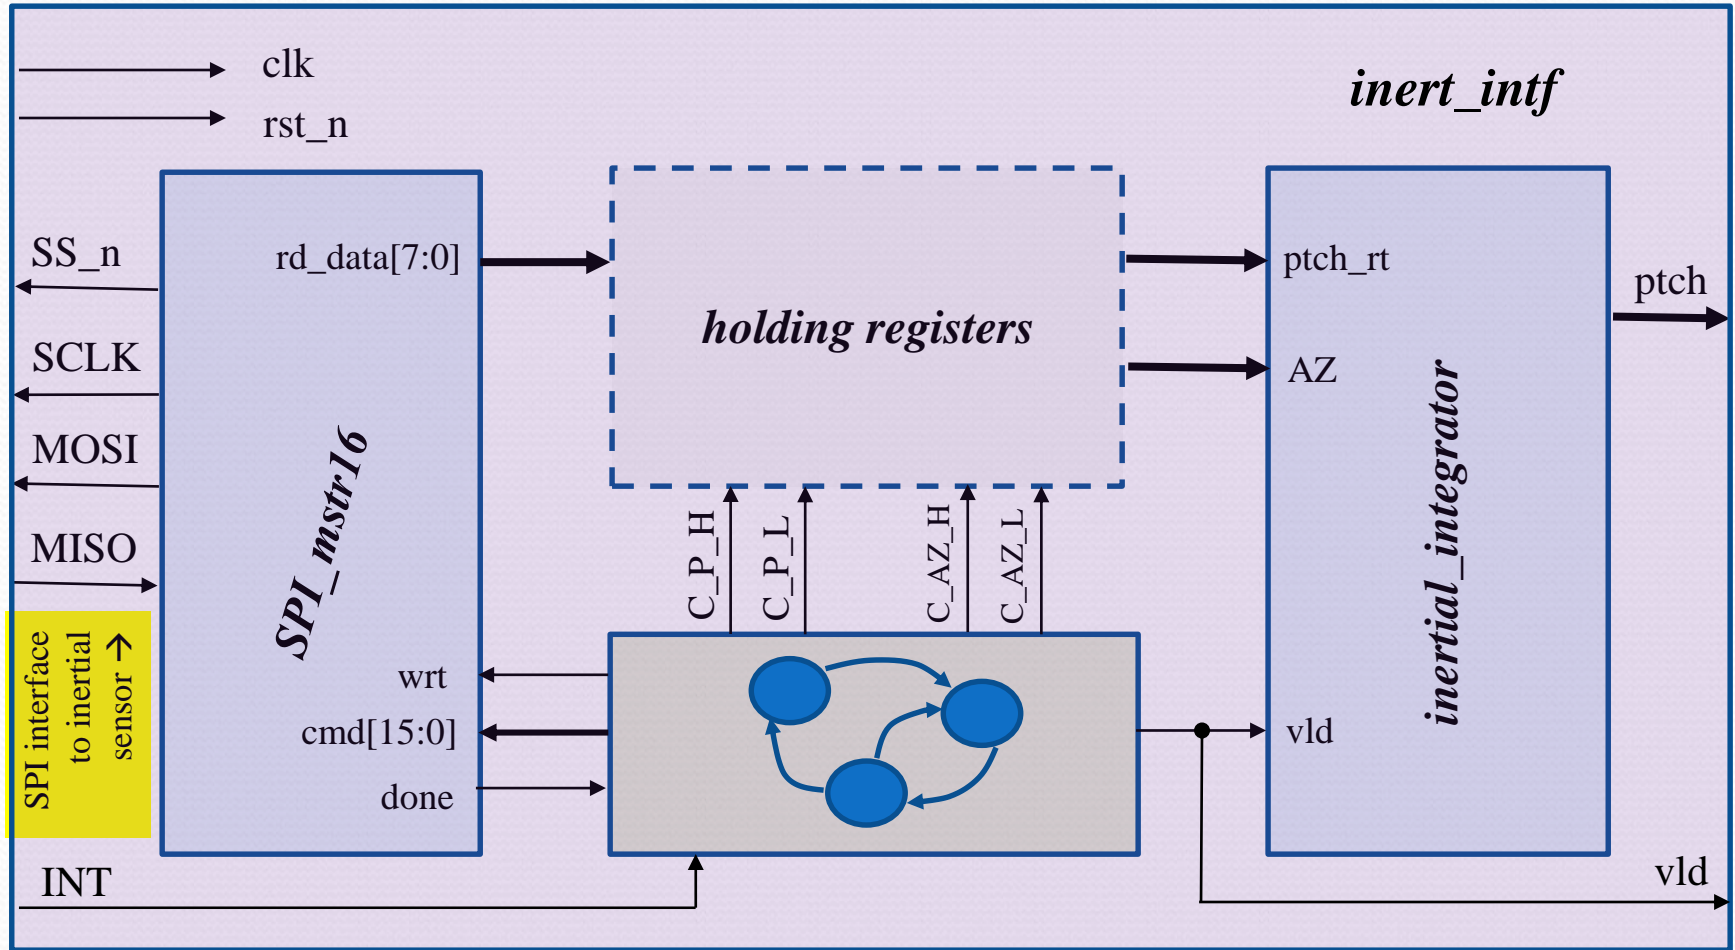 clk
rst_n
inert_intf
SS_n
SCLK
MOSI
MISO
SPI interface
to inertial
sensor →
INT
rd_data[7:0]
SPI_mstr16
wrt
cmd[15:0]
done
holding registers
C_P_H
C_P_L
C_AZ_H
C_AZ_L
ptch_rt
AZ
inertial_integrator
vld
ptch
vld